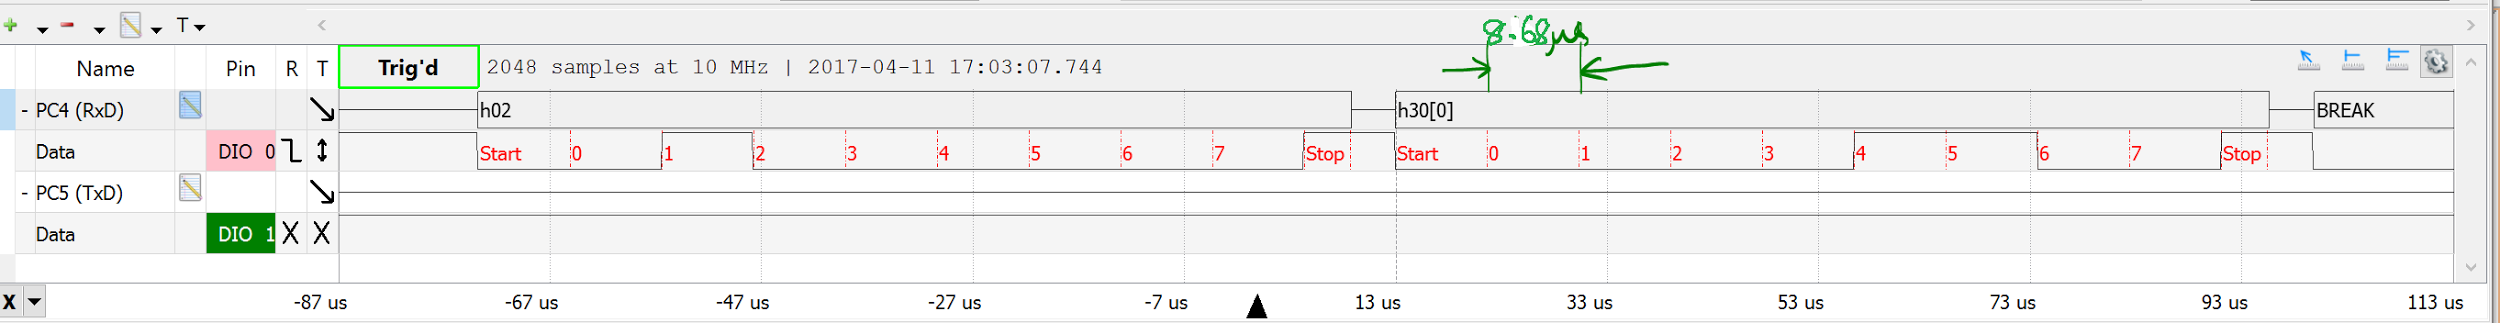 T
8.68µs
Name Pin R T Trig'd 2048 samples at 10 MHz | 2017-04-11 17:03:07.744
- PC4 (RxD) h02 h30[0] BREAK
Data DIO 0 Start 0 1 2 3 4 5 6 7 Stop Start 0 1 2 3 4 5 6 7 Stop
- PC5 (TxD)
Data DIO 1 X X
X -87 us -67 us -47 us -27 us -7 us 13 us 33 us 53 us 73 us 93 us 113 us